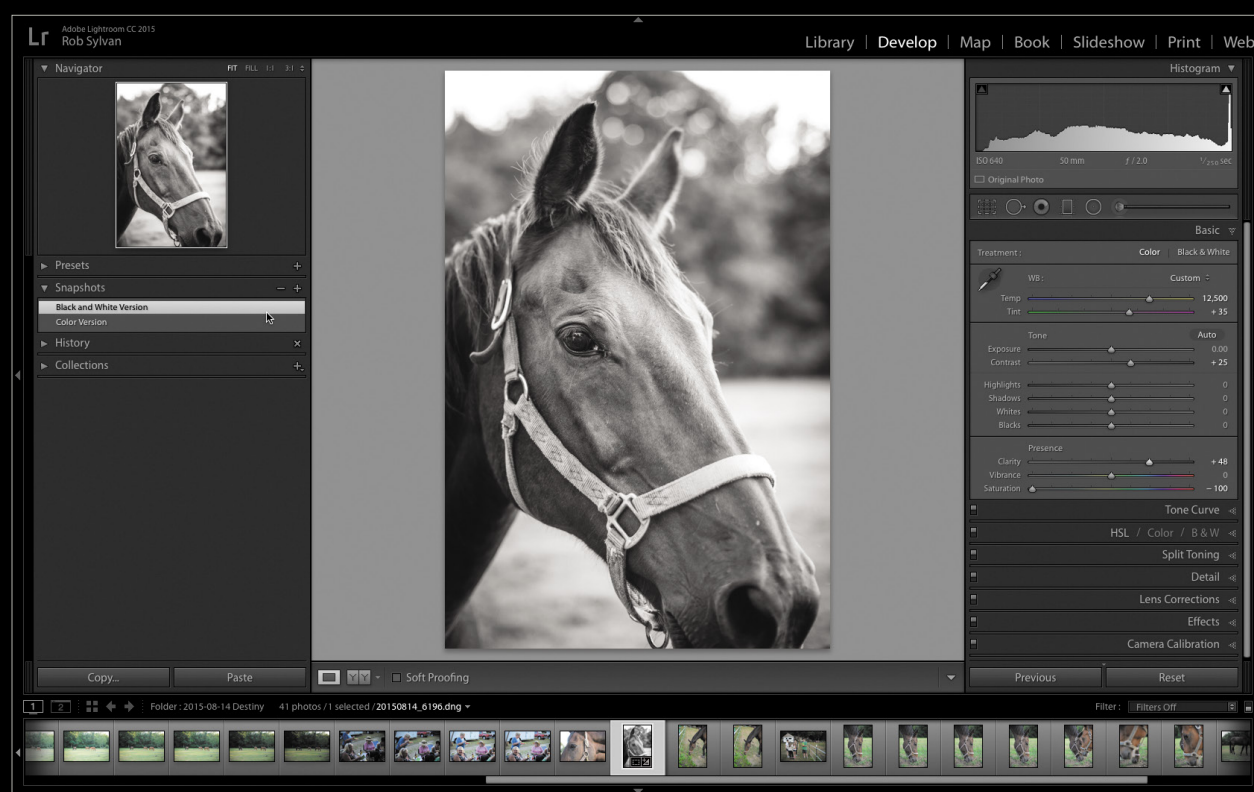 Lr
Adobe Lightroom CC 2015
Rob Sylvan
Library | Develop | Map | Book | Slideshow | Print | Web
Navigator FIT FILL 1:1 3:1
Presets
Snapshots
Black and White Version
Color Version
History
Collections
Copy... Paste
Soft Proofing
Histogram
ISO 640 50 mm ƒ / 2.0 1/250 sec
Original Photo
Basic
Treatment : Color | Black & White
WB : Custom
Temp 12,500
Tint + 35
Tone Auto
Exposure 0.00
Contrast + 25
Highlights 0
Shadows 0
Whites 0
Blacks 0
Presence
Clarity + 48
Vibrance 0
Saturation − 100
Tone Curve
HSL / Color / B & W
Split Toning
Detail
Lens Corrections
Effects
Camera Calibration
Previous Reset
1 2 Folder : 2015-08-14 Destiny 41 photos / 1 selected / 20150814_6196.dng Filter : Filters Off